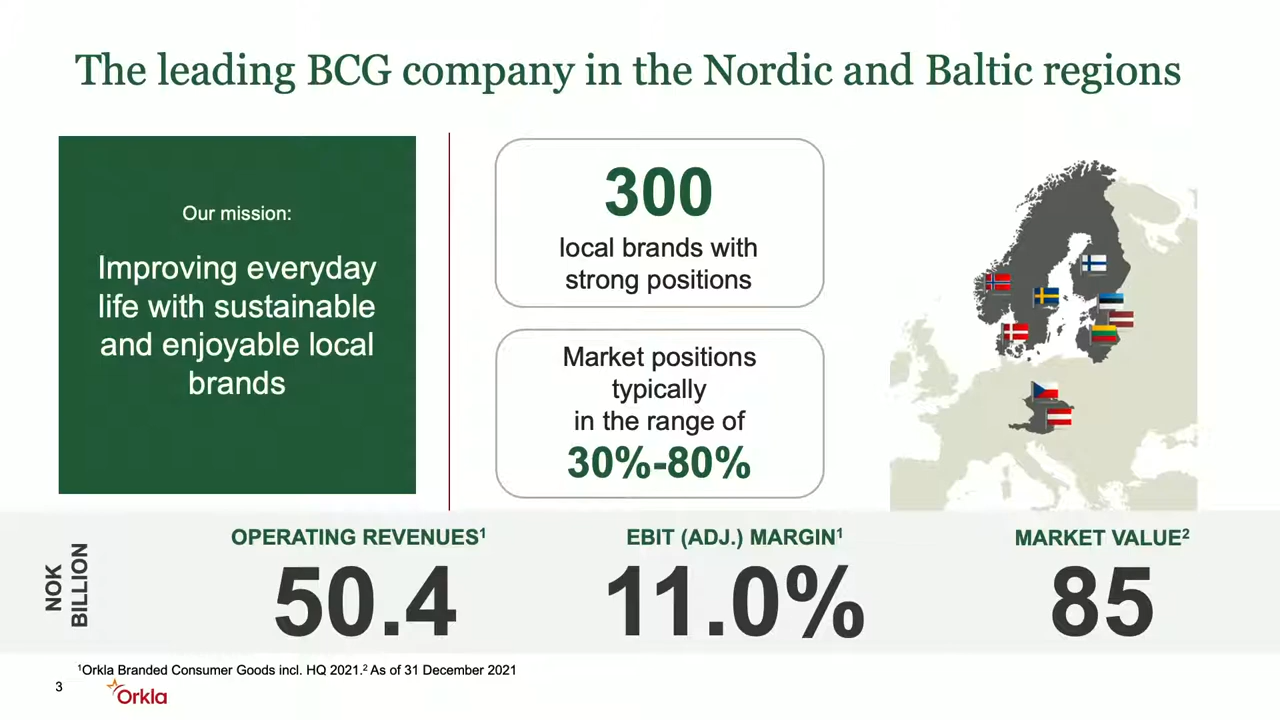 The leading BCG company in the Nordic and Baltic regions
Our mission:
Improving everyday
life with sustainable
and enjoyable local
brands
300
local brands with
strong positions
Market positions
typically
in the range of
30%-80%
NOK
BILLION
OPERATING REVENUES¹
50.4
EBIT (ADJ.) MARGIN¹
11.0%
MARKET VALUE²
85
¹Orkla Branded Consumer Goods incl. HQ 2021.² As of 31 December 2021
3
Orkla